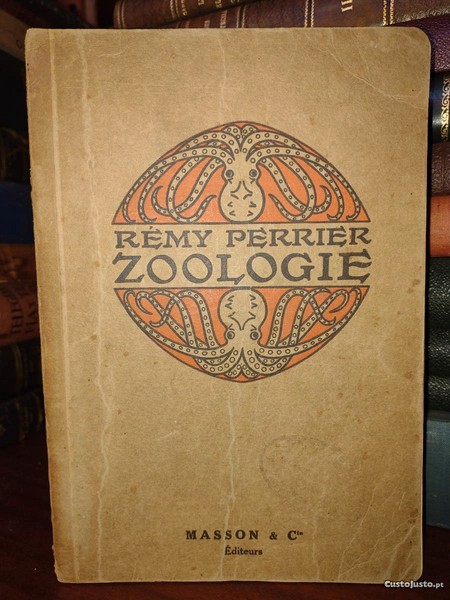 RÉMY PERRIER
ZOOLOGIE
MASSON & Cie
Éditeurs
CustoJusto.pt